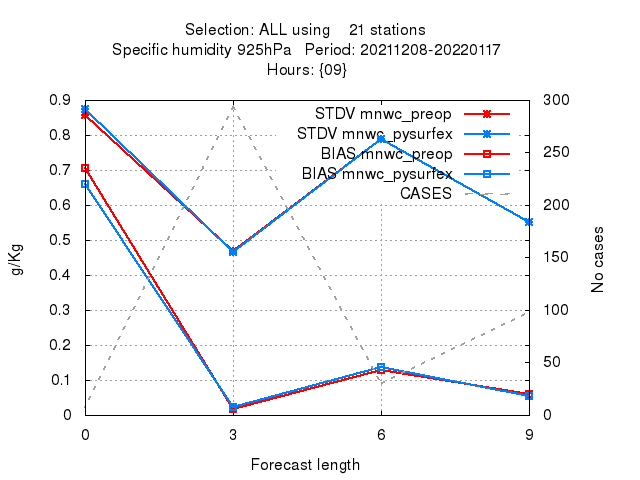 Selection: ALL using    21 stations
Specific humidity 925hPa   Period: 20211208-20220117
Hours: {09}
STDV mnwc_preop
STDV mnwc_pysurfex
BIAS mnwc_preop
BIAS mnwc_pysurfex
CASES
g/Kg
0.9
0.8
0.7
0.6
0.5
0.4
0.3
0.2
0.1
0
300
250
200
150
100
50
0
No cases
0 3 6 9
Forecast length